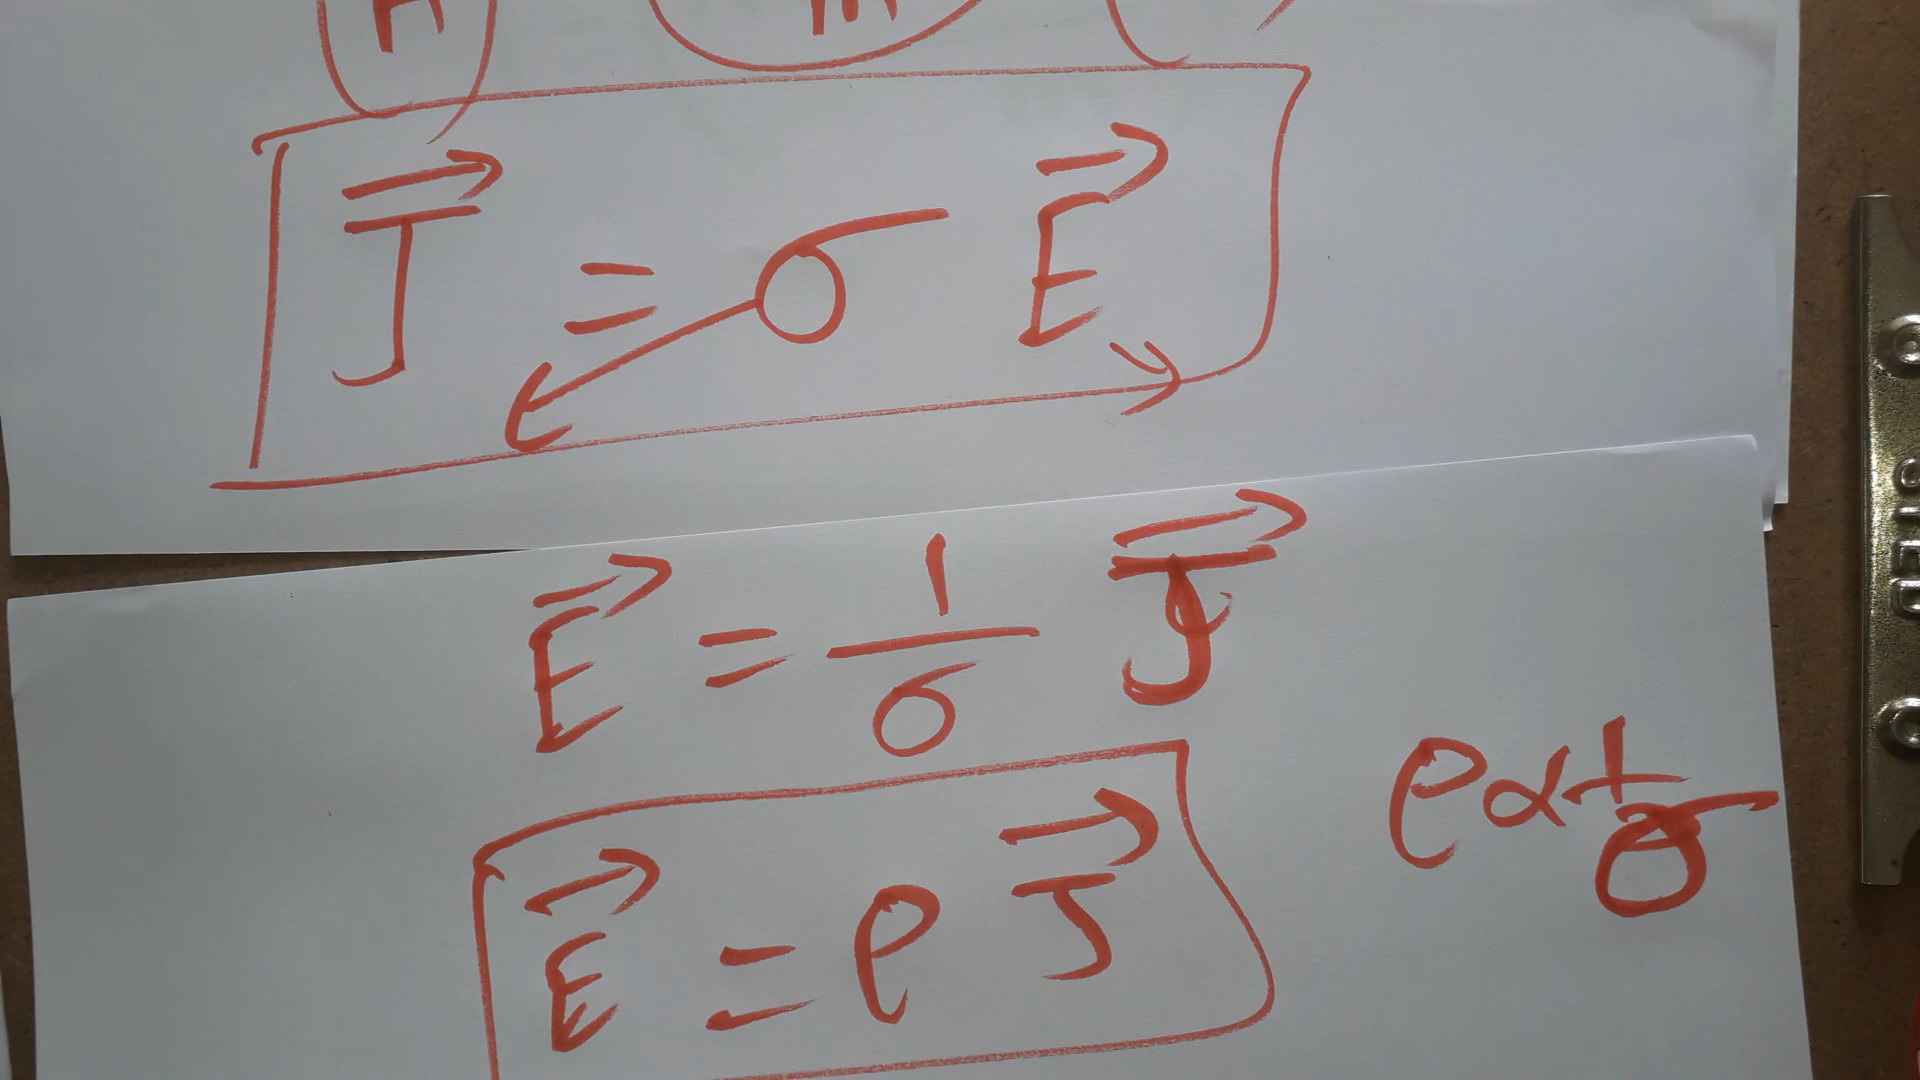 J⃗ = σ E⃗
E⃗ = 1/σ J⃗
ρ ∝ 1/σ
E⃗ = ρ J⃗